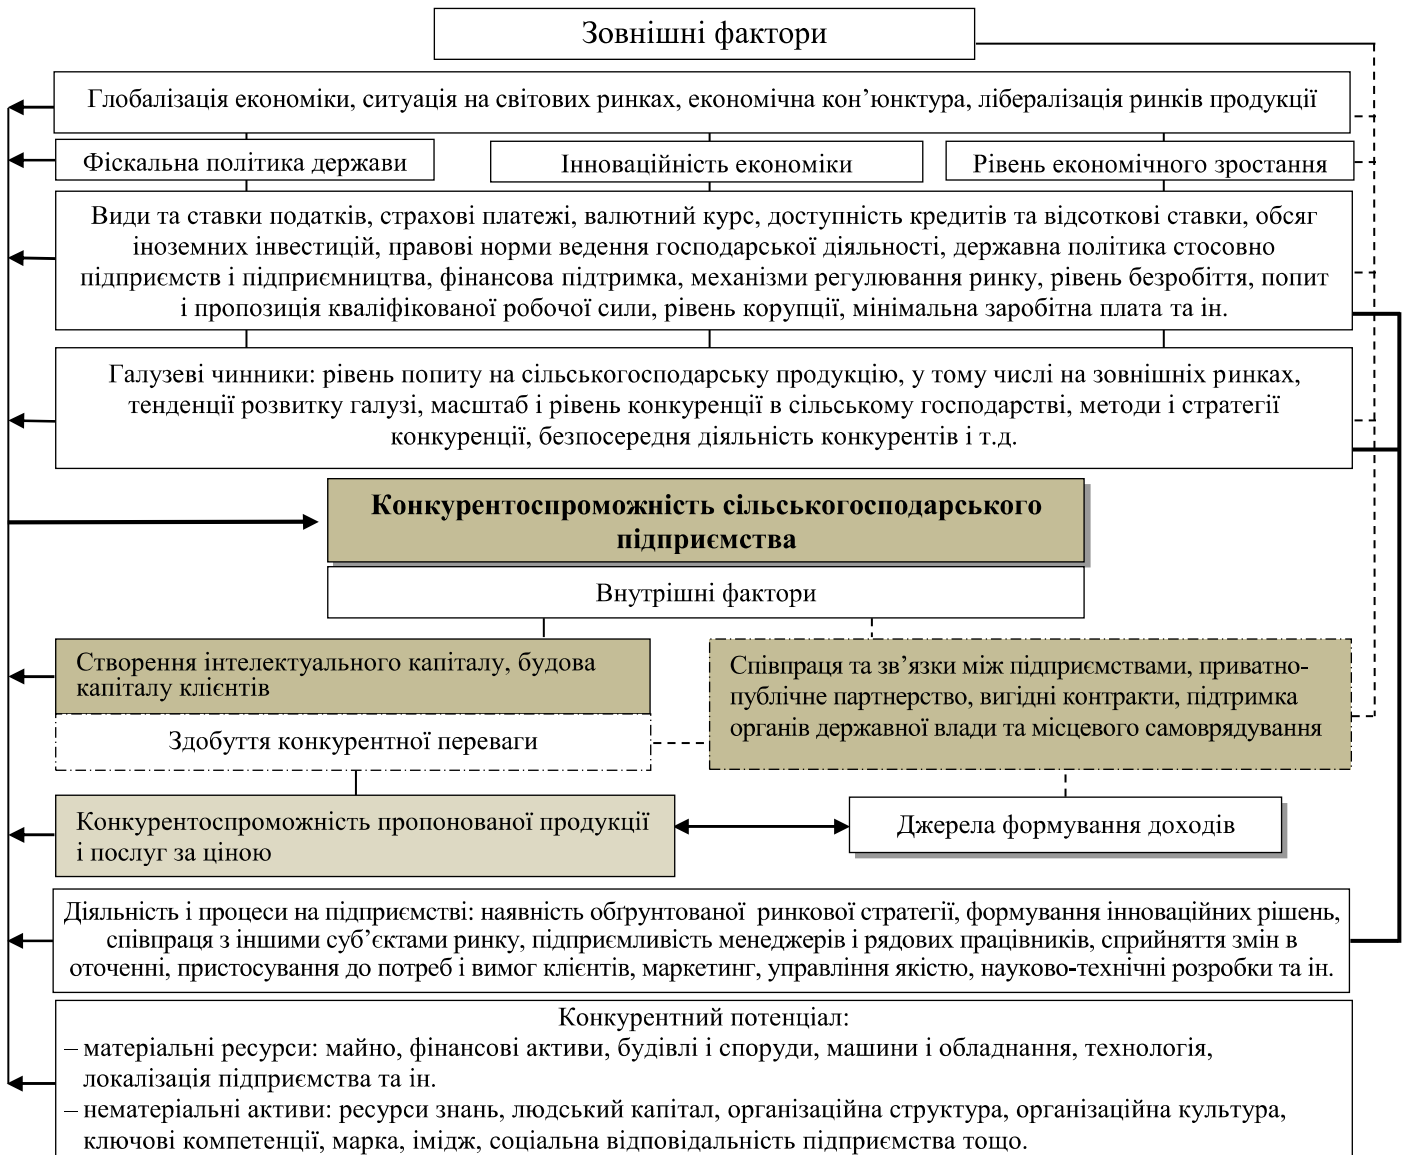 Зовнішні фактори
Глобалізація економіки, ситуація на світових ринках, економічна кон’юнктура, лібералізація ринків продукції
Фіскальна політика держави
Інноваційність економіки
Рівень економічного зростання
Види та ставки податків, страхові платежі, валютний курс, доступність кредитів та відсоткові ставки, обсяг
іноземних інвестицій, правові норми ведення господарської діяльності, державна політика стосовно
підприємств і підприємництва, фінансова підтримка, механізми регулювання ринку, рівень безробіття, попит
і пропозиція кваліфікованої робочої сили, рівень корупції, мінімальна заробітна плата та ін.
Галузеві чинники: рівень попиту на сільськогосподарську продукцію, у тому числі на зовнішніх ринках,
тенденції розвитку галузі, масштаб і рівень конкуренції в сільському господарстві, методи і стратегії
конкуренції, безпосередня діяльність конкурентів і т.д.
Конкурентоспроможність сільськогосподарського
підприємства
Внутрішні фактори
Створення інтелектуального капіталу, будова
капіталу клієнтів
Співпраця та зв’язки між підприємствами, приватно-
публічне партнерство, вигідні контракти, підтримка
органів державної влади та місцевого самоврядування
Здобуття конкурентної переваги
Конкурентоспроможність пропонованої продукції
і послуг за ціною
Джерела формування доходів
Діяльність і процеси на підприємстві: наявність обґрунтованої ринкової стратегії, формування інноваційних рішень,
співпраця з іншими суб’єктами ринку, підприємливість менеджерів і рядових працівників, сприйняття змін в
оточенні, пристосування до потреб і вимог клієнтів, маркетинг, управління якістю, науково-технічні розробки та ін.
Конкурентний потенціал:
– матеріальні ресурси: майно, фінансові активи, будівлі і споруди, машини і обладнання, технологія,
локалізація підприємства та ін.
– нематеріальні активи: ресурси знань, людський капітал, організаційна структура, організаційна культура,
ключові компетенції, марка, імідж, соціальна відповідальність підприємства тощо.